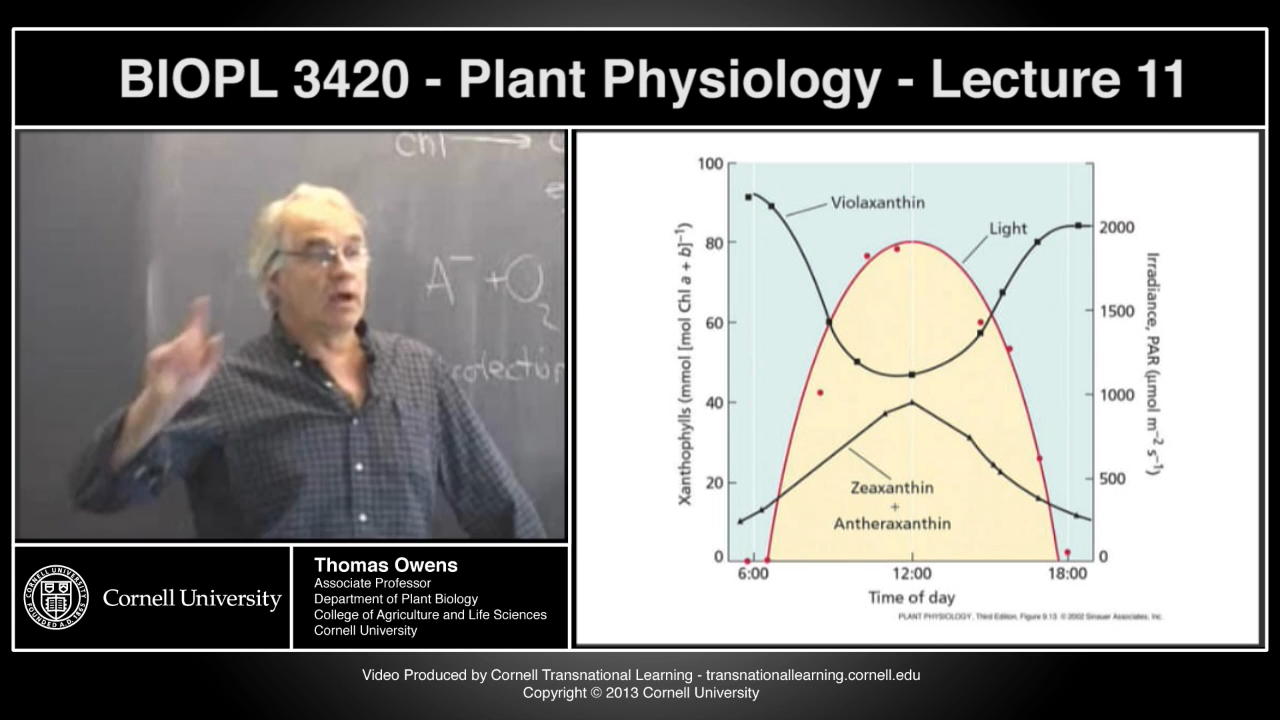 BIOPL 3420 - Plant Physiology - Lecture 11
Chl
A⁻ + O₂
100
80
60
40
20
0
Xanthophylls (mmol [mol Chl a + b]⁻¹)
Violaxanthin
Light
Zeaxanthin
+
Antheraxanthin
2000
1500
1000
500
0
Irradiance, PAR (μmol m⁻² s⁻¹)
6:00 12:00 18:00
Time of day
PLANT PHYSIOLOGY, Third Edition, Figure 9.13 © 2002 Sinauer Associates, Inc.
CORNELL UNIVERSITY
FOUNDED A.D.
Cornell University
Thomas Owens
Associate Professor
Department of Plant Biology
College of Agriculture and Life Sciences
Cornell University
Video Produced by Cornell Transnational Learning - transnationallearning.cornell.edu
Copyright © 2013 Cornell University